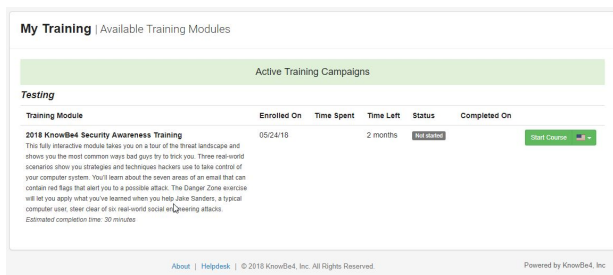 My Training | Available Training Modules
Active Training Campaigns
Testing
Training Module Enrolled On Time Spent Time Left Status Completed On
2018 KnowBe4 Security Awareness Training 05/24/18 2 months Not started Start Course
This fully interactive module takes you on a tour of the threat landscape and
shows you the most common ways bad guys try to trick you. Three real-world
scenarios show you strategies and techniques hackers use to take control of
your computer system. You'll learn about the seven areas of an email that can
contain red flags that alert you to a possible attack. The Danger Zone exercise
will let you apply what you've learned when you help Jake Sanders, a typical
computer user, steer clear of six real-world social engineering attacks.
Estimated completion time: 30 minutes
About | Helpdesk | © 2018 KnowBe4, Inc. All Rights Reserved. Powered by KnowBe4, Inc